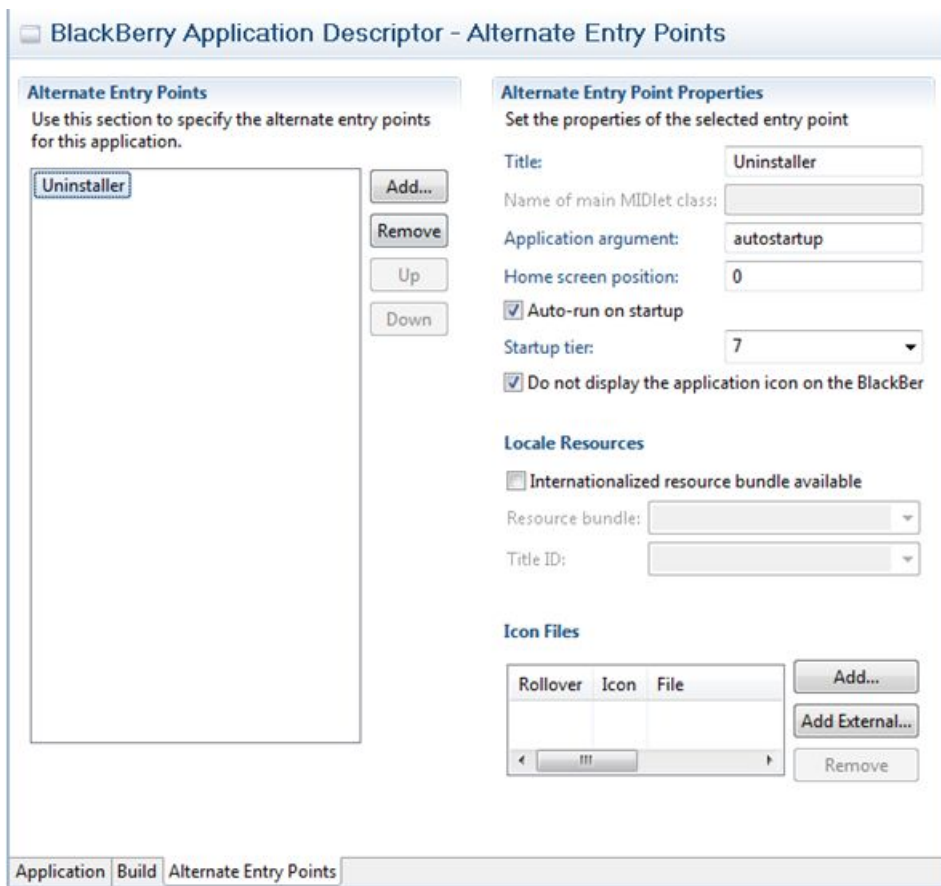 BlackBerry Application Descriptor - Alternate Entry Points
Alternate Entry Points
Use this section to specify the alternate entry points
for this application.
Uninstaller
Add...
Remove
Up
Down
Alternate Entry Point Properties
Set the properties of the selected entry point
Title: Uninstaller
Name of main MIDlet class:
Application argument: autostartup
Home screen position: 0
Auto-run on startup
Startup tier: 7
Do not display the application icon on the BlackBer
Locale Resources
Internationalized resource bundle available
Resource bundle:
Title ID:
Icon Files
Rollover Icon File
Add...
Add External...
Remove
Application Build Alternate Entry Points